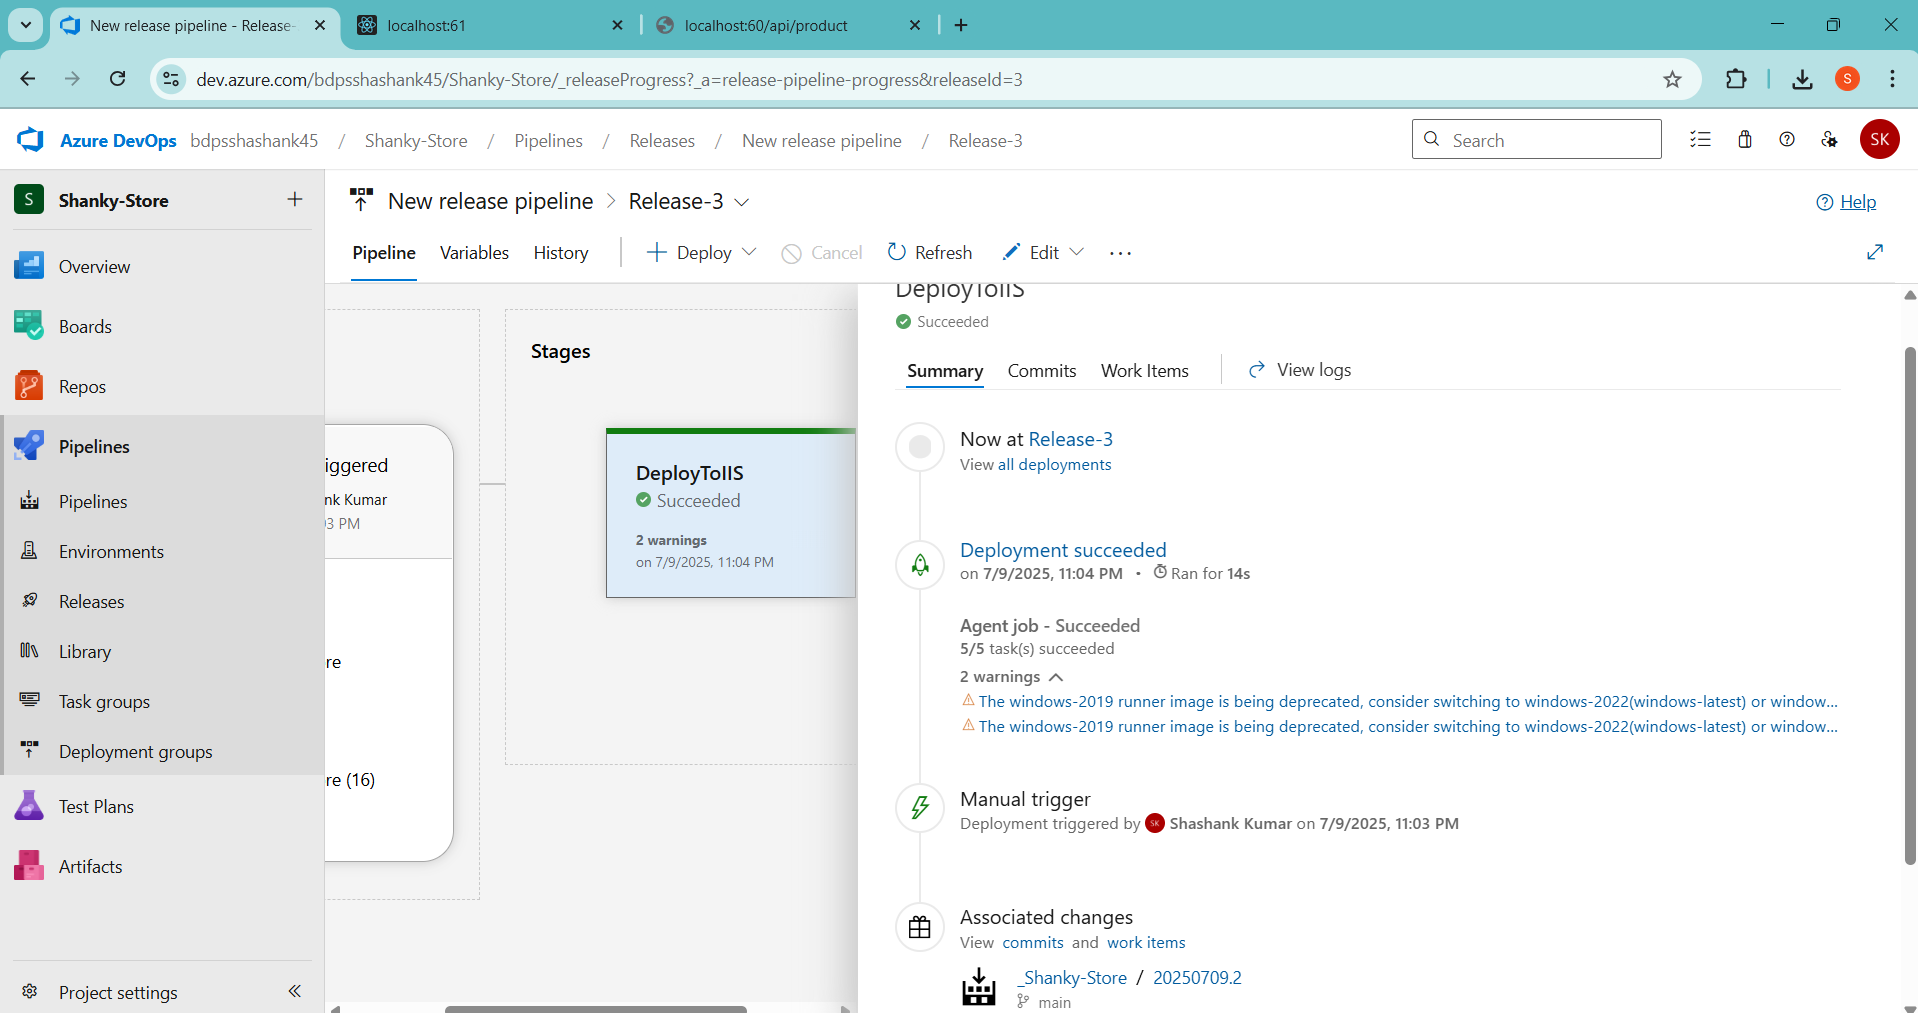 New release pipeline - Release-
localhost:61
localhost:60/api/product
dev.azure.com/bdpsshashank45/Shanky-Store/_releaseProgress?_a=release-pipeline-progress&releaseId=3
S
Azure DevOps bdpsshashank45 / Shanky-Store / Pipelines / Releases / New release pipeline / Release-3
Search
SK
S Shanky-Store
Overview
Boards
Repos
Pipelines
Pipelines
Environments
Releases
Library
Task groups
Deployment groups
Test Plans
Artifacts
Project settings
New release pipeline > Release-3
Help
Pipeline Variables History Deploy Cancel Refresh Edit ...
iggered
nk Kumar
3 PM
re
re (16)
Stages
DeployToIIS
Succeeded
2 warnings
on 7/9/2025, 11:04 PM
DeployToIIS
Succeeded
Summary Commits Work Items View logs
Now at Release-3
View all deployments
Deployment succeeded
on 7/9/2025, 11:04 PM • Ran for 14s
Agent job - Succeeded
5/5 task(s) succeeded
2 warnings
The windows-2019 runner image is being deprecated, consider switching to windows-2022(windows-latest) or window...
The windows-2019 runner image is being deprecated, consider switching to windows-2022(windows-latest) or window...
Manual trigger
Deployment triggered by SK Shashank Kumar on 7/9/2025, 11:03 PM
Associated changes
View commits and work items
_Shanky-Store / 20250709.2
main